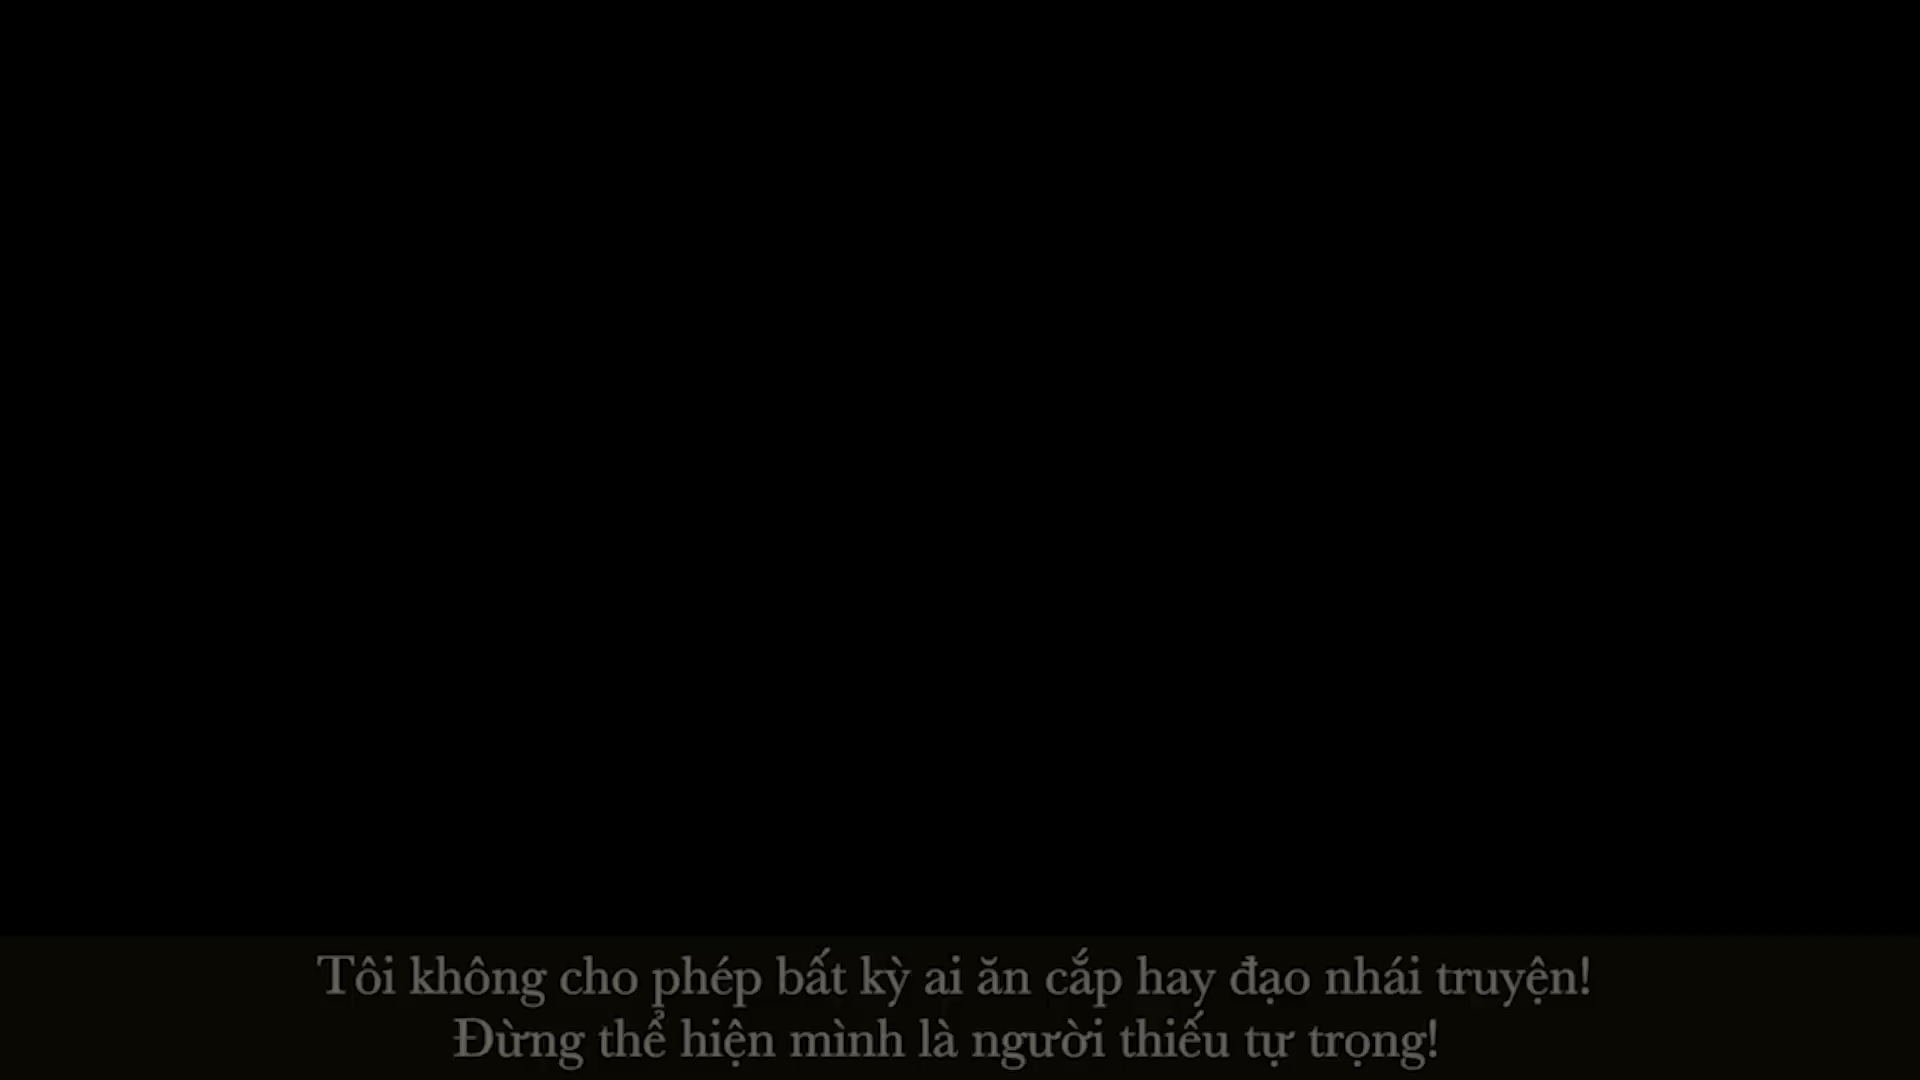 Tôi không cho phép bất kỳ ai ăn cắp hay đạo nhái truyện!
Đừng thể hiện mình là người thiếu tự trọng!